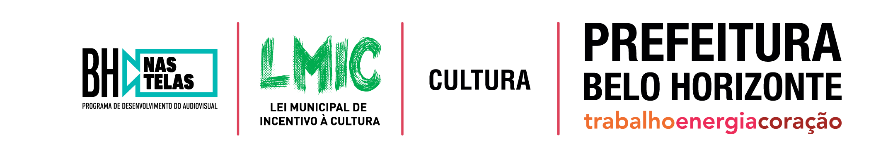 BH NAS
TELAS
PROGRAMA DE DESENVOLVIMENTO DO AUDIOVISUAL
LMIC
LEI MUNICIPAL DE
INCENTIVO À CULTURA
CULTURA
PREFEITURA
BELO HORIZONTE
trabalhoenergiacoração